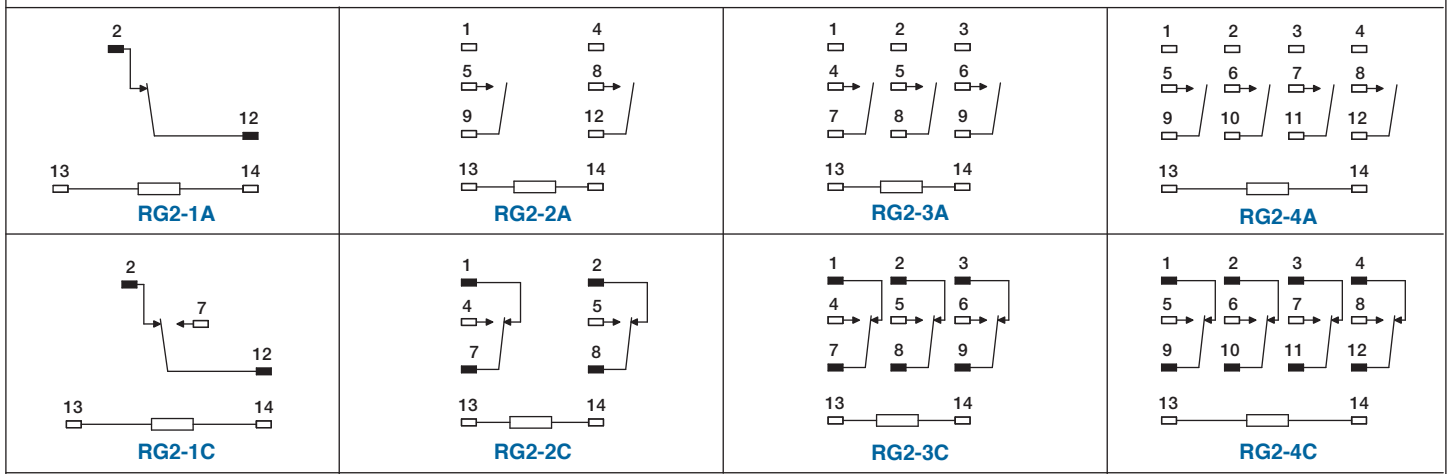 2
12
13 14
RG2-1A
1 4
5 8
9 12
13 14
RG2-2A
1 2 3
4 5 6
7 8 9
13 14
RG2-3A
1 2 3 4
5 6 7 8
9 10 11 12
13 14
RG2-4A
2
7
12
13 14
RG2-1C
1 2
4 5
7 8
13 14
RG2-2C
1 2 3
4 5 6
7 8 9
13 14
RG2-3C
1 2 3 4
5 6 7 8
9 10 11 12
13 14
RG2-4C